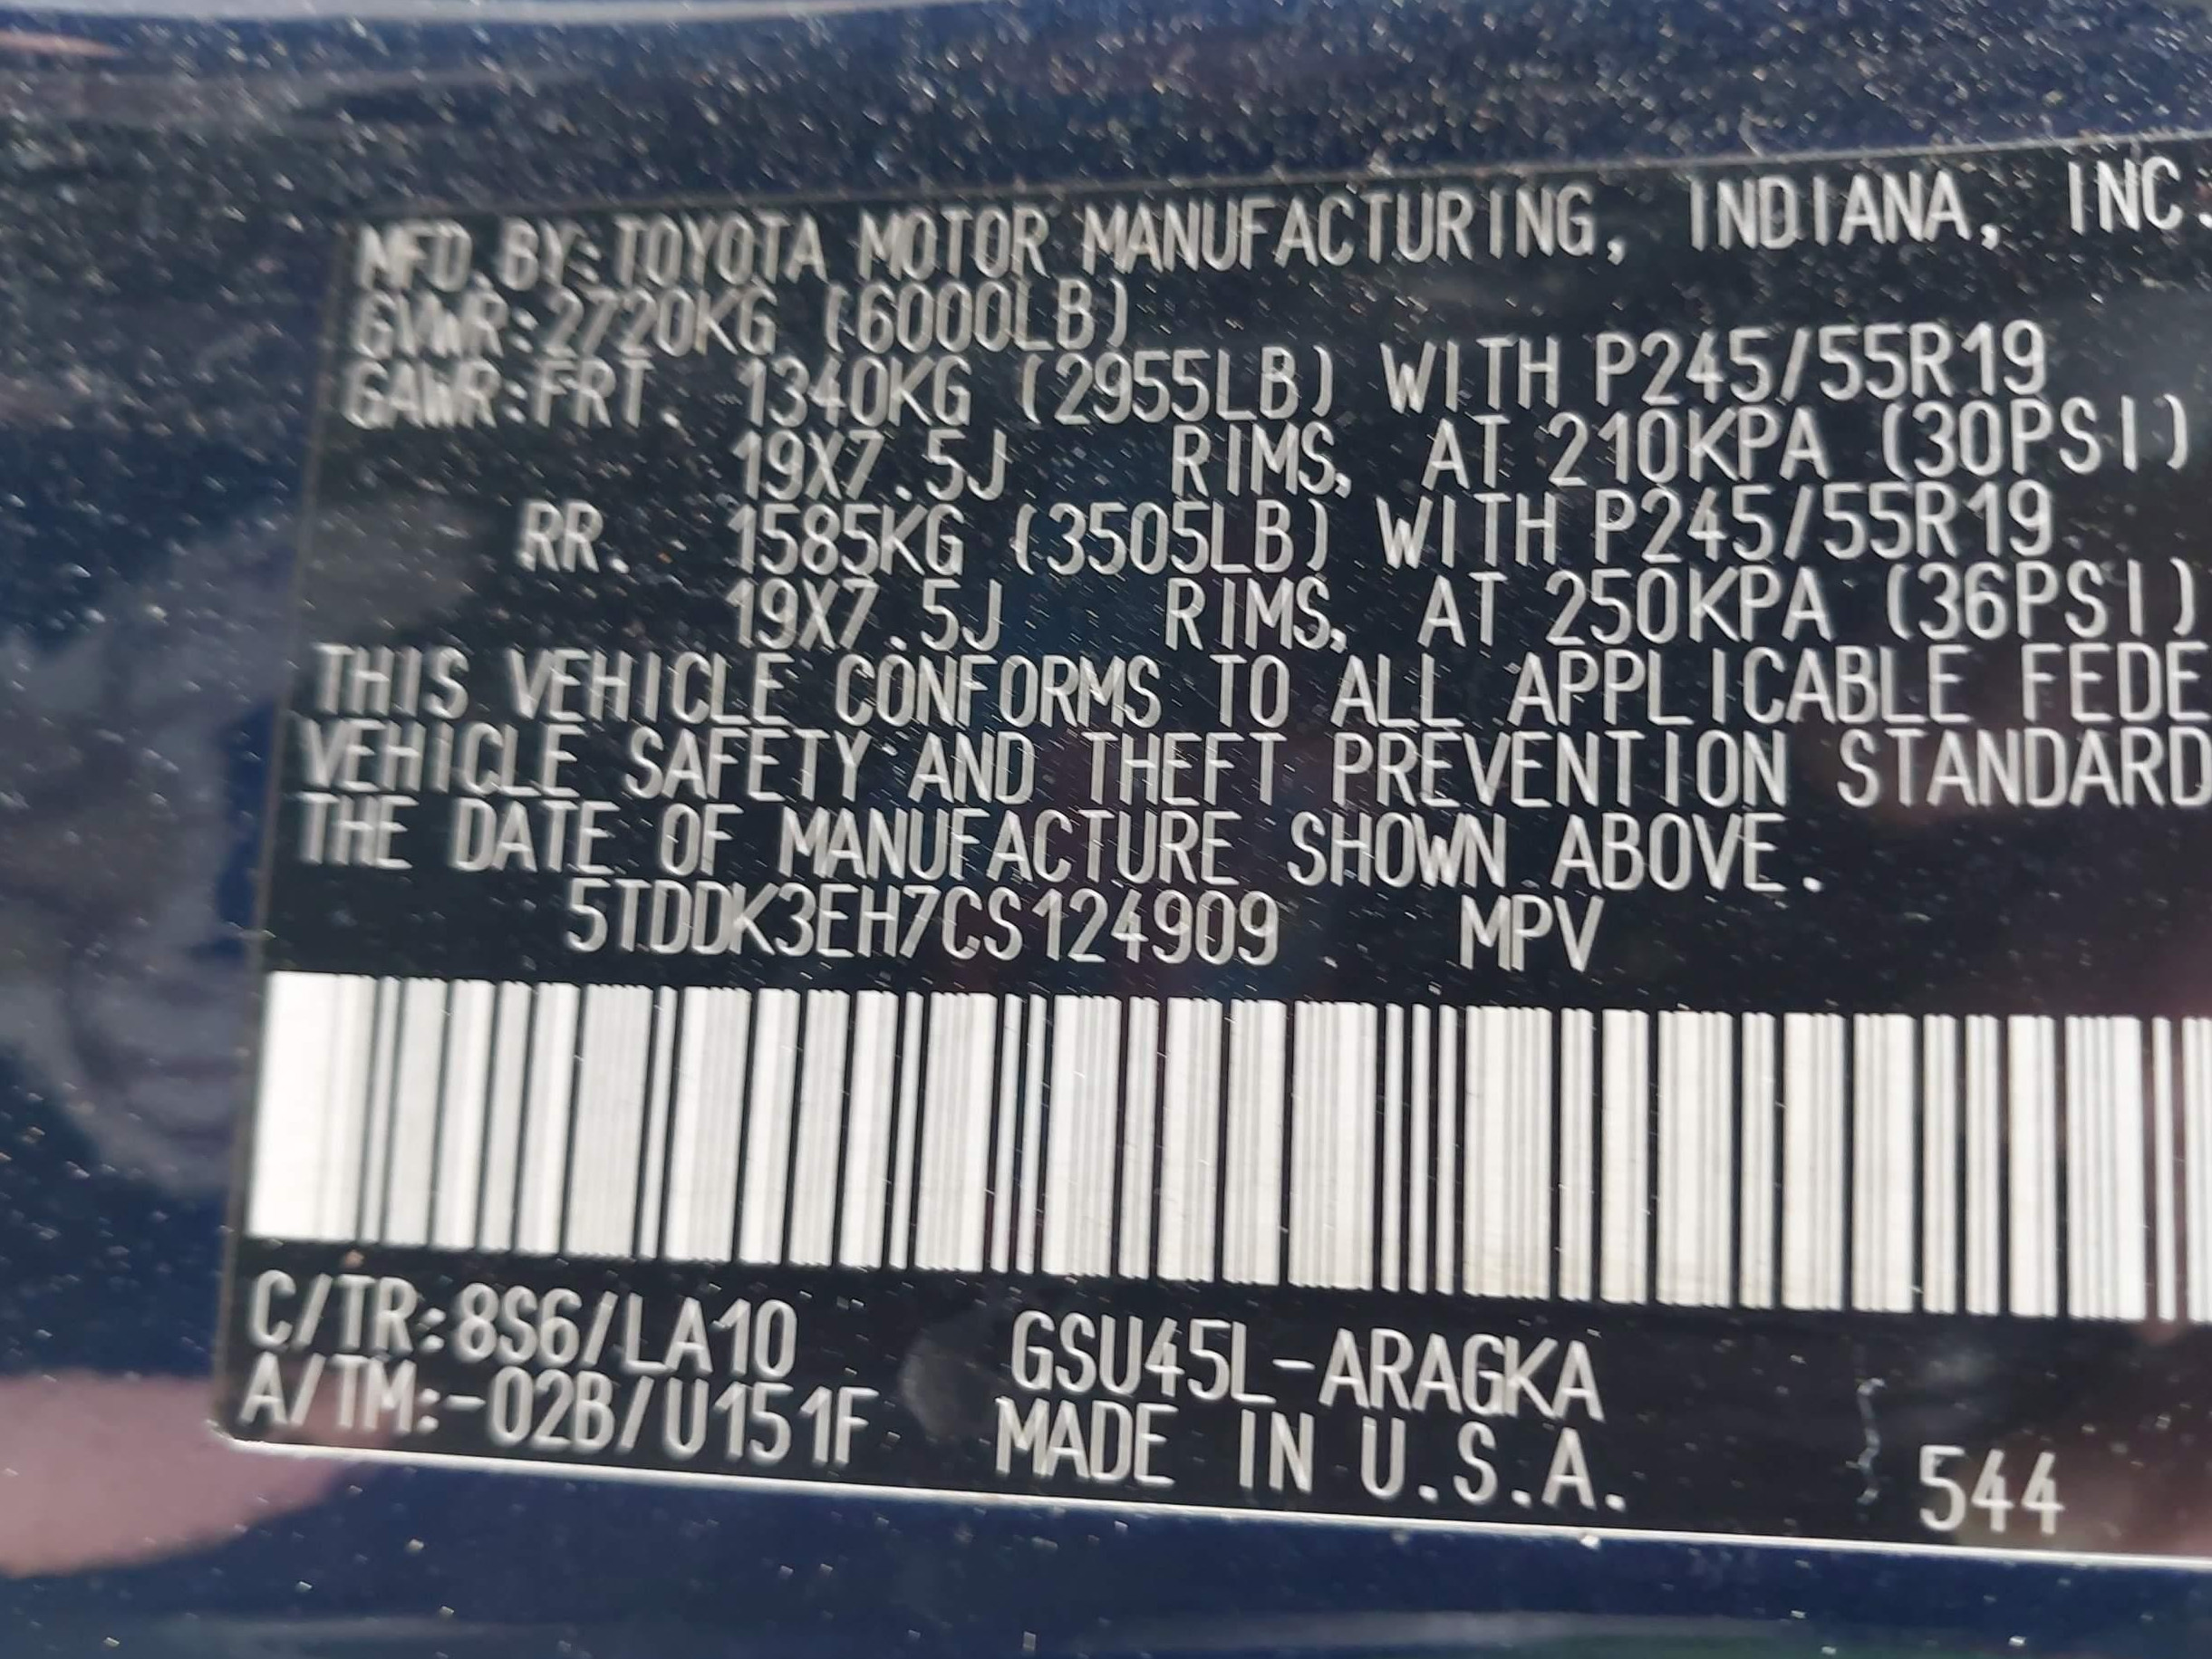 MFD. BY: TOYOTA MOTOR MANUFACTURING, INDIANA, INC.
GVWR: 2720KG (6000LB)
GAWR: FRT. 1340KG (2955LB) WITH P245/55R19
19X7.5J RIMS, AT 210KPA (30PSI)
RR. 1585KG (3505LB) WITH P245/55R19
19X7.5J RIMS, AT 250KPA (36PSI)
THIS VEHICLE CONFORMS TO ALL APPLICABLE FEDE
VEHICLE SAFETY AND THEFT PREVENTION STANDARD
THE DATE OF MANUFACTURE SHOWN ABOVE.
5TDDK3EH7CS124909 MPV
C/TR: 8S6/LA10 GSU45L-ARAGKA
A/TM: -02B/U151F MADE IN U.S.A. 544